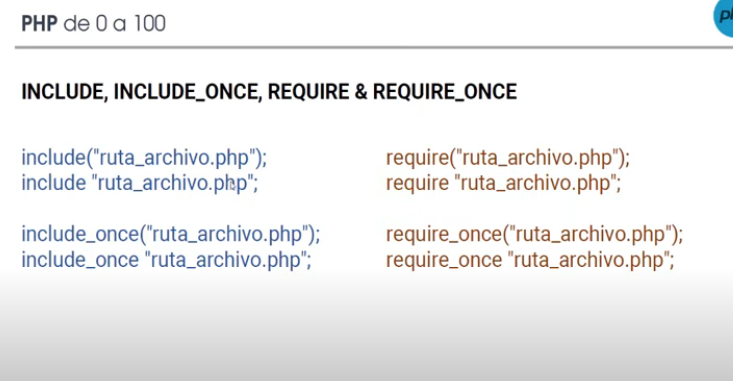 PHP de 0 a 100
INCLUDE, INCLUDE_ONCE, REQUIRE & REQUIRE_ONCE
include("ruta_archivo.php");
include "ruta_archivo.php";
include_once("ruta_archivo.php");
include_once "ruta_archivo.php";
require("ruta_archivo.php");
require "ruta_archivo.php";
require_once("ruta_archivo.php");
require_once "ruta_archivo.php";